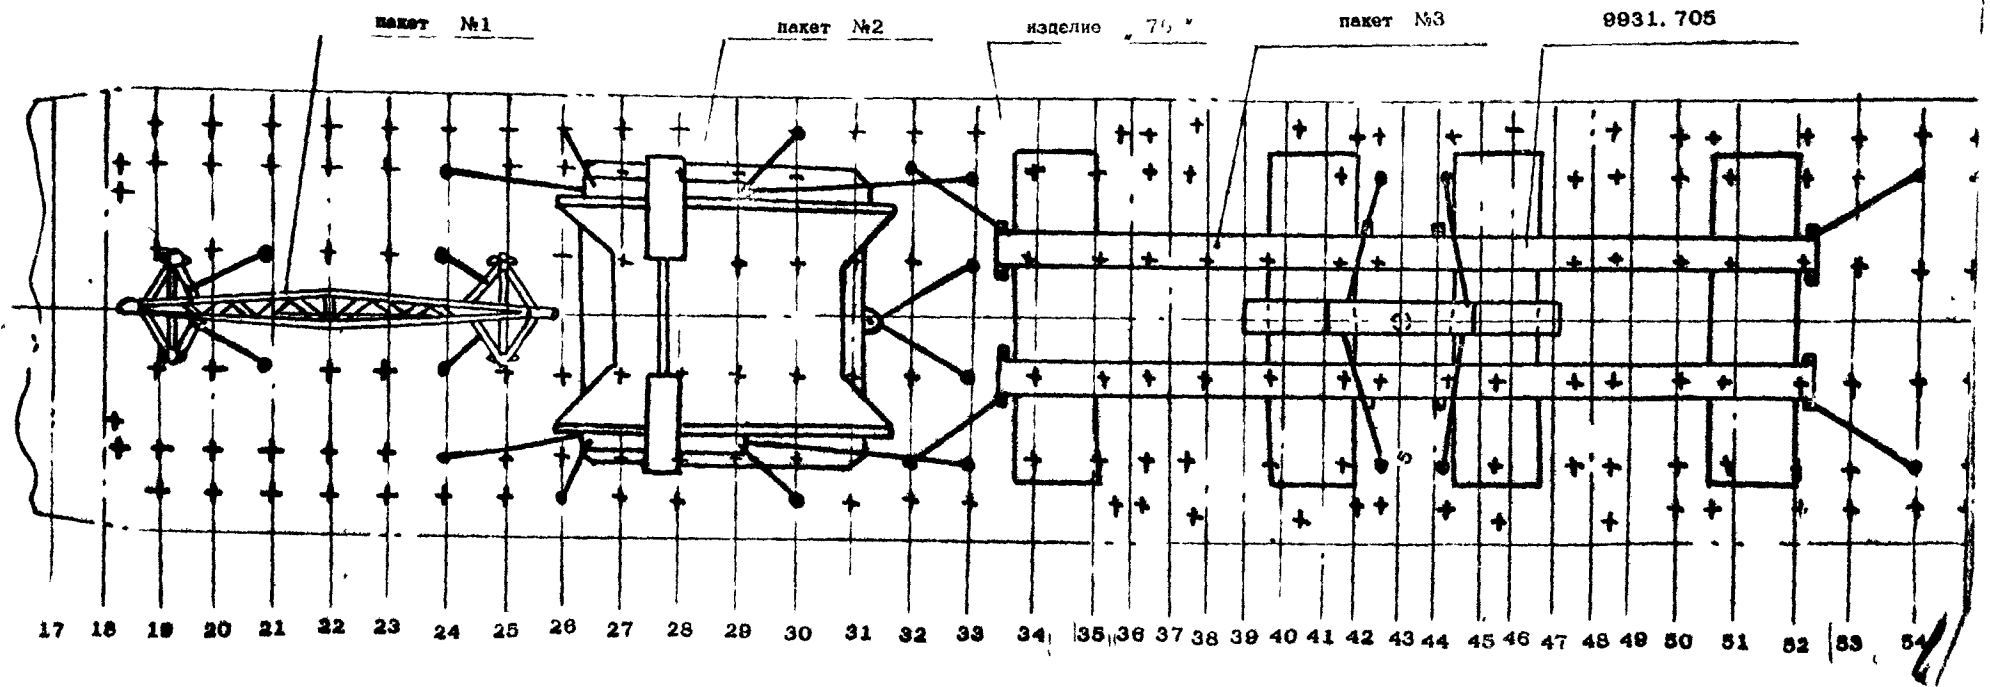 пакет №1
пакет №2
изделие „76"
пакет №3
9931.705
17 18 19 20 21 22 23 24 25 26 27 28 29 30 31 32 33 34 35 36 37 38 39 40 41 42 43 44 45 46 47 48 49 50 51 52 53 54